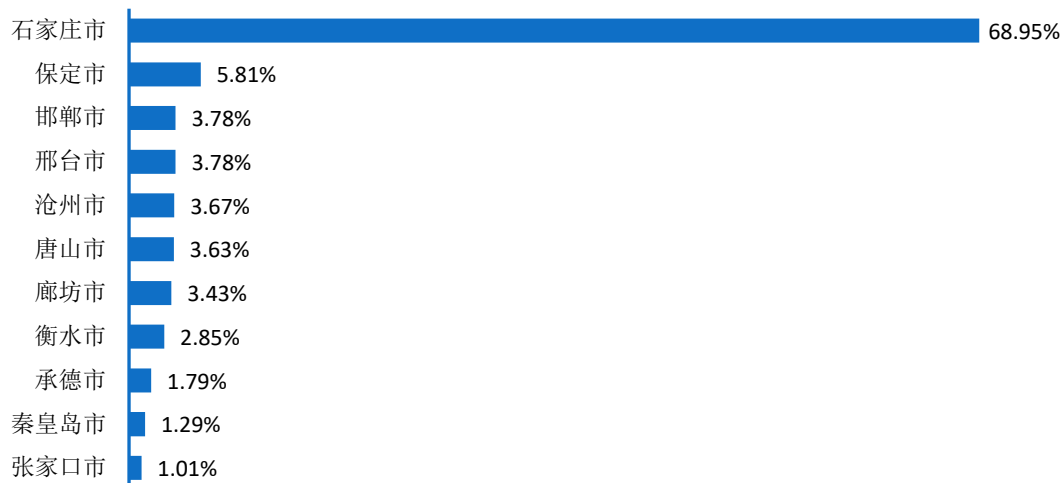 石家庄市 68.95%
保定市 5.81%
邯郸市 3.78%
邢台市 3.78%
沧州市 3.67%
唐山市 3.63%
廊坊市 3.43%
衡水市 2.85%
承德市 1.79%
秦皇岛市 1.29%
张家口市 1.01%